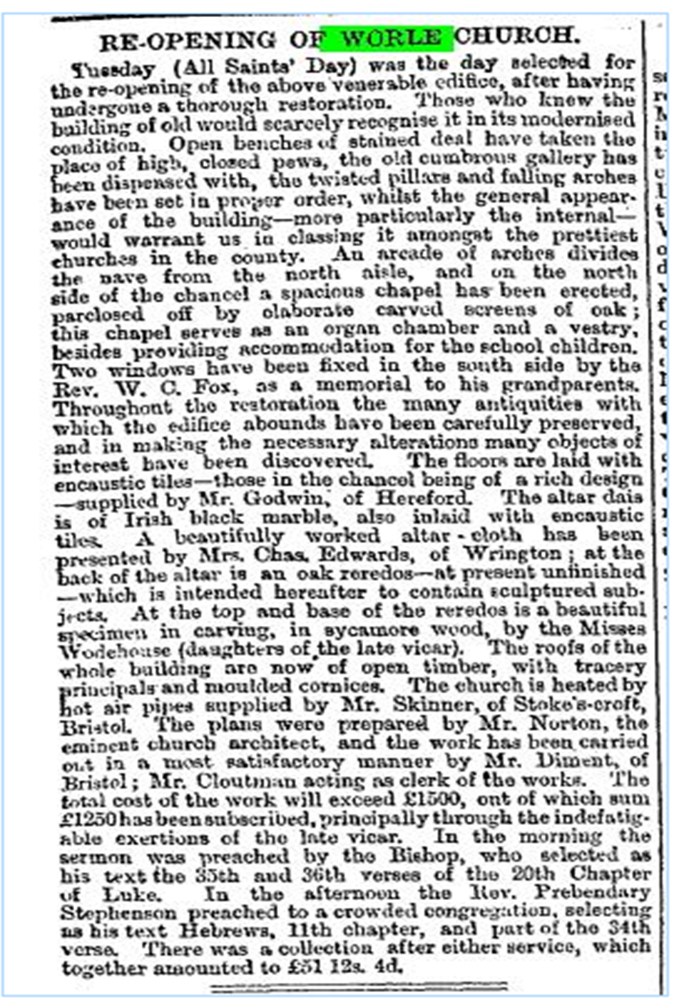 RE-OPENING OF WORLE CHURCH.
Tuesday (All Saints' Day) was the day selected for
the re-opening of the above venerable edifice, after having
undergone a thorough restoration. Those who knew the
building of old would scarcely recognise it in its modernised
condition. Open benches of stained deal have taken the
place of high, closed pews, the old cumbrous gallery has
been dispensed with, the twisted pillars and falling arches
have been set in proper order, whilst the general appear-
ance of the building—more particularly the internal—
would warrant us in classing it amongst the prettiest
churches in the county. An arcade of arches divides
the nave from the north aisle, and on the north
side of the chancel a spacious chapel has been erected,
parclosed off by elaborate carved screens of oak;
this chapel serves as an organ chamber and a vestry,
besides providing accommodation for the school children.
Two windows have been fixed in the south side by the
Rev. W. C. Fox, as a memorial to his grandparents.
Throughout the restoration the many antiquities with
which the edifice abounds have been carefully preserved,
and in making the necessary alterations many objects of
interest have been discovered. The floors are laid with
encaustic tiles—those in the chancel being of a rich design
—supplied by Mr. Godwin, of Hereford. The altar dais
is of Irish black marble, also inlaid with encaustic
tiles. A beautifully worked altar-cloth has been
presented by Mrs. Chas. Edwards, of Wrington; at the
back of the altar is an oak reredos—at present unfinished
—which is intended hereafter to contain sculptured sub-
jects. At the top and base of the reredos is a beautiful
specimen in carving, in sycamore wood, by the Misses
Wodehouse (daughters of the late vicar). The roofs of the
whole building are now of open timber, with tracery
principals and moulded cornices. The church is heated by
hot air pipes supplied by Mr. Skinner, of Stoke's-croft,
Bristol. The plans were prepared by Mr. Norton, the
eminent church architect, and the work has been carried
out in a most satisfactory manner by Mr. Diment, of
Bristol; Mr. Cloutman acting as clerk of the works. The
total cost of the work will exceed £1500, out of which sum
£1250 has been subscribed, principally through the indefatig-
able exertions of the late vicar. In the morning the
sermon was preached by the Bishop, who selected as
his text the 35th and 36th verses of the 20th Chapter
of Luke. In the afternoon the Rev. Prebendary
Stephenson preached to a crowded congregation, selecting
as his text Hebrews, 11th chapter, and part of the 34th
verse. There was a collection after either service, which
together amounted to £51 12s. 4d.